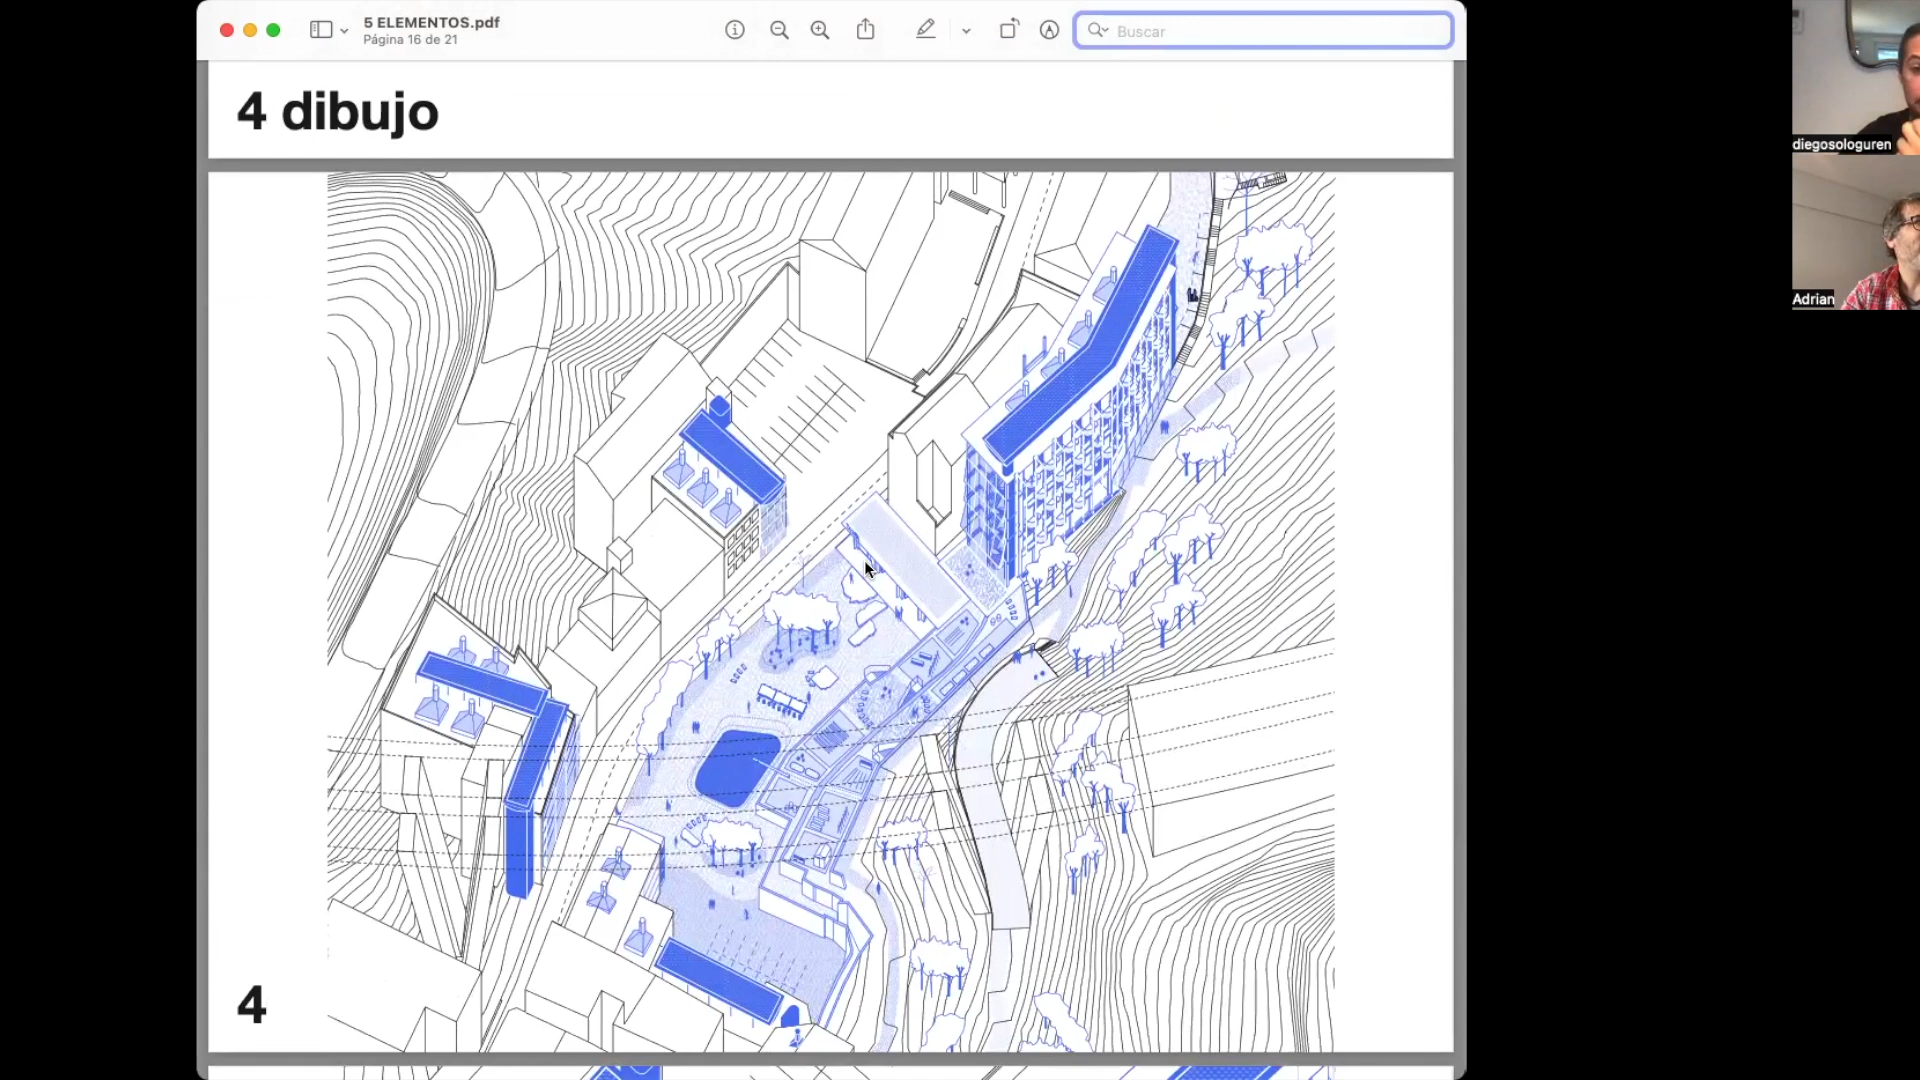 5 ELEMENTOS.pdf
Página 16 de 21
Buscar
4 dibujo
4
diegosologuren
Adrian